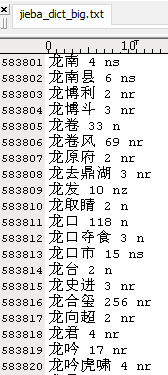 jieba_dict_big.txt
0 10
583801 龙南 4 ns
583802 龙南县 6 ns
583803 龙博利 2 nr
583804 龙博斗 3 nr
583805 龙卷 33 n
583806 龙卷风 69 nr
583807 龙原府 2 nr
583808 龙去鼎湖 3 nr
583809 龙发 10 nz
583810 龙取晴 2 n
583811 龙口 118 n
583812 龙口夺食 3 n
583813 龙口市 15 ns
583814 龙台 2 n
583815 龙史进 3 nr
583816 龙合玺 256 nr
583817 龙向超 2 nr
583818 龙君 4 nr
583819 龙吟 17 nr
583820 龙吟虎啸 4 nr